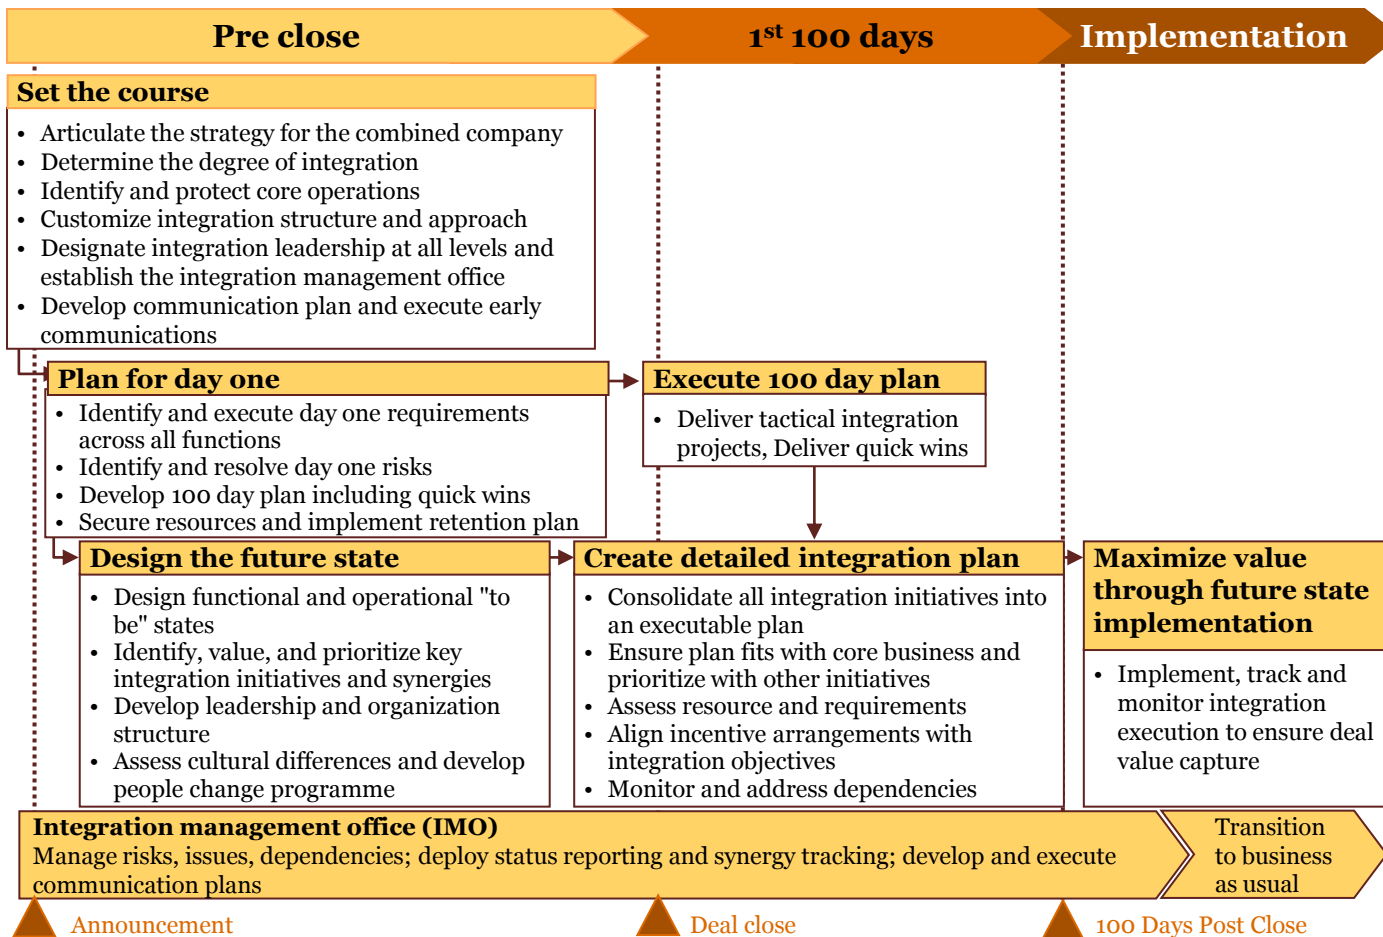 Pre close
1st 100 days
Implementation
Set the course
• Articulate the strategy for the combined company
• Determine the degree of integration
• Identify and protect core operations
• Customize integration structure and approach
• Designate integration leadership at all levels and
establish the integration management office
• Develop communication plan and execute early
communications
Plan for day one
• Identify and execute day one requirements
across all functions
• Identify and resolve day one risks
• Develop 100 day plan including quick wins
• Secure resources and implement retention plan
Execute 100 day plan
• Deliver tactical integration
projects, Deliver quick wins
Design the future state
• Design functional and operational "to
be" states
• Identify, value, and prioritize key
integration initiatives and synergies
• Develop leadership and organization
structure
• Assess cultural differences and develop
people change programme
Create detailed integration plan
• Consolidate all integration initiatives into
an executable plan
• Ensure plan fits with core business and
prioritize with other initiatives
• Assess resource and requirements
• Align incentive arrangements with
integration objectives
• Monitor and address dependencies
Maximize value
through future state
implementation
• Implement, track and
monitor integration
execution to ensure deal
value capture
Integration management office (IMO)
Manage risks, issues, dependencies; deploy status reporting and synergy tracking; develop and execute
communication plans
Transition
to business
as usual
Announcement
Deal close
100 Days Post Close